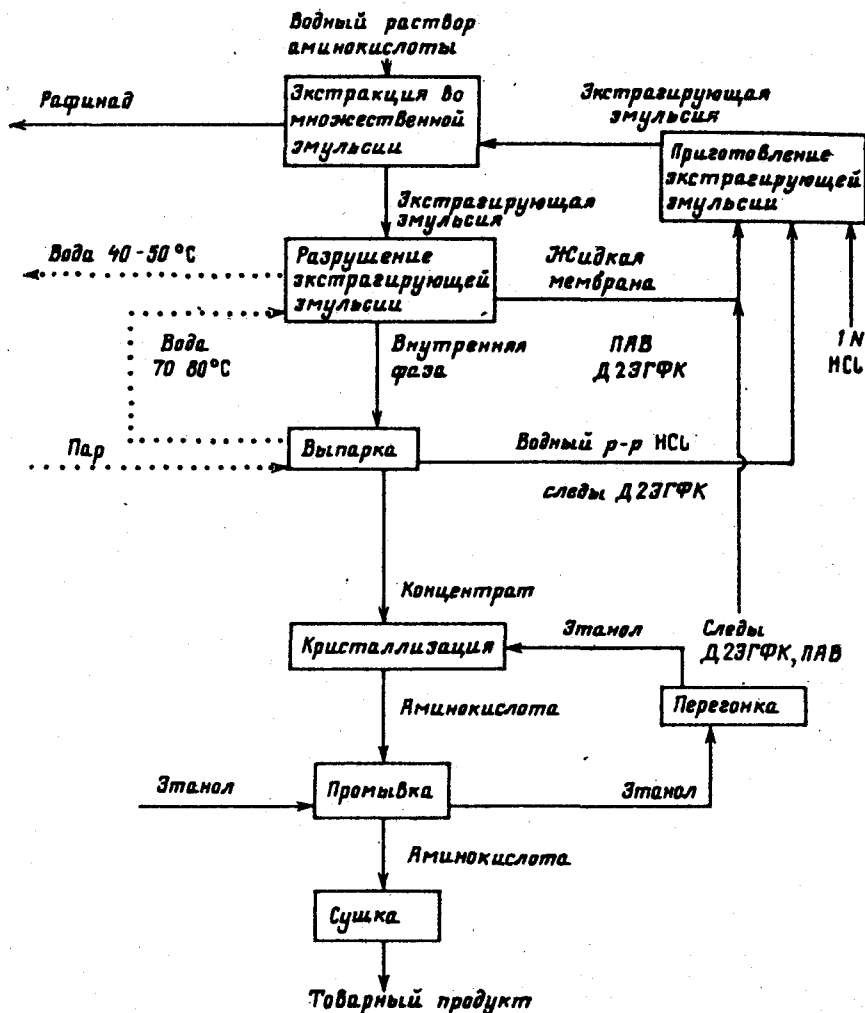 Водный раствор
аминокислоты
Рафинад
Экстракция во
множественной
эмульсии
Экстрагирующая
эмульсия
Приготовление
экстрагирующей
эмульсии
Экстрагирующая
эмульсия
Вода 40-50°C
Разрушение
экстрагирующей
эмульсии
Жидкая
мембрана
Вода
70 80°C
Внутренняя
фаза
ПАВ
Д2ЭГФК
1N
HCl
Пар
Выпарка
Водный р-р HCl
следы Д2ЭГФК
Концентрат
Кристаллизация
Этанол
Следы
Д2ЭГФК, ПАВ
Аминокислота
Перегонка
Этанол
Промывка
Этанол
Аминокислота
Сушка
Товарный продукт